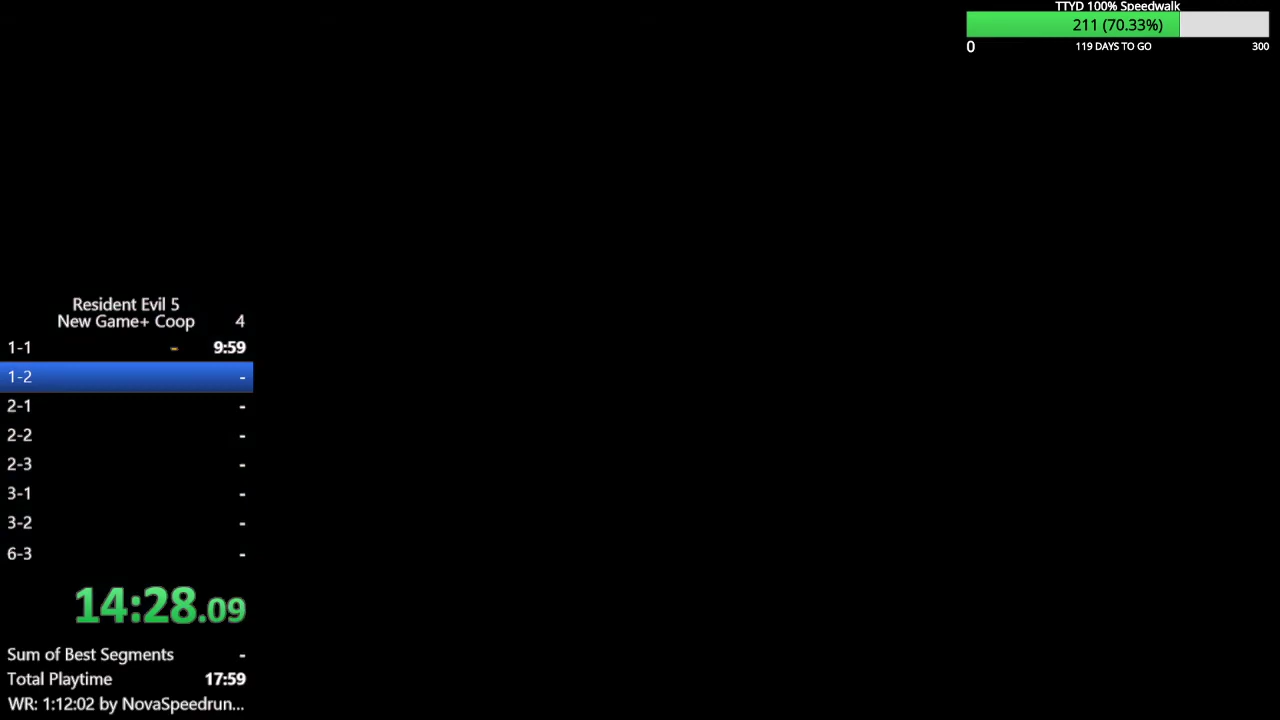 TTYD 100% Speedwalk
211 (70.33%)
0 119 DAYS TO GO 300
Resident Evil 5
New Game+ Coop 4
1-1 - 9:59
1-2 -
2-1 -
2-2 -
2-3 -
3-1 -
3-2 -
6-3 -
14:28.09
Sum of Best Segments -
Total Playtime 17:59
WR: 1:12:02 by NovaSpeedrun...